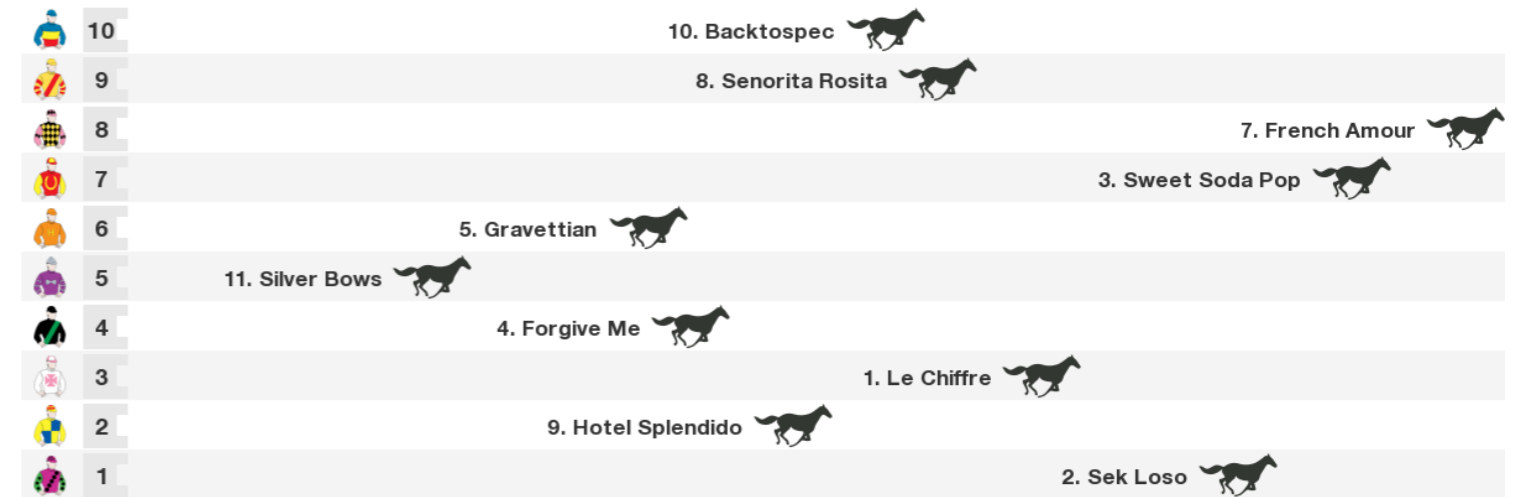 10 10. Backtospec
9 8. Senorita Rosita
8 7. French Amour
7 3. Sweet Soda Pop
6 5. Gravettian
5 11. Silver Bows
4 4. Forgive Me
3 1. Le Chiffre
2 9. Hotel Splendido
1 2. Sek Loso